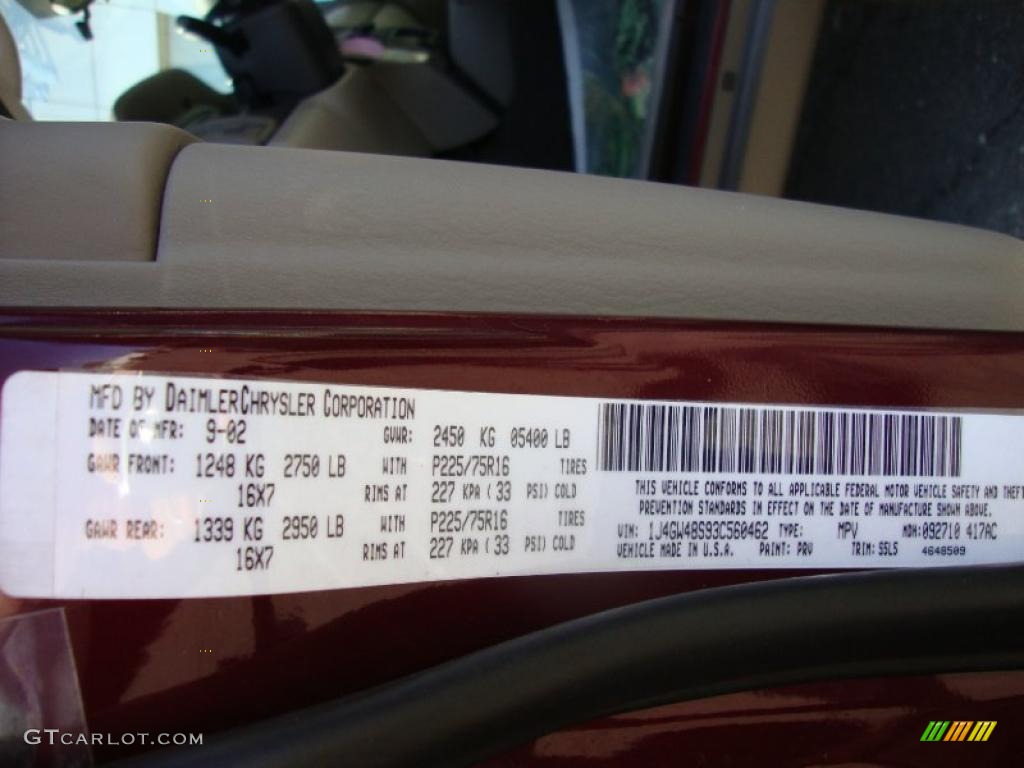 MFD BY DAIMLERCHRYSLER CORPORATION
DATE OF MFR: 9-02 GVWR: 2450 KG 05400 LB
GAWR FRONT: 1248 KG 2750 LB WITH P225/75R16 TIRES
16X7 RIMS AT 227 KPA ( 33 PSI) COLD
GAWR REAR: 1339 KG 2950 LB WITH P225/75R16 TIRES
16X7 RIMS AT 227 KPA ( 33 PSI) COLD
THIS VEHICLE CONFORMS TO ALL APPLICABLE FEDERAL MOTOR VEHICLE SAFETY AND THEFT
PREVENTION STANDARDS IN EFFECT ON THE DATE OF MANUFACTURE SHOWN ABOVE.
VIN: 1J4GW48S93C560462 TYPE: MPV MDH: 092710 417AC
VEHICLE MADE IN U.S.A. PAINT: PRV TRIM: S5L5 4648509
GTCARLOT.COM